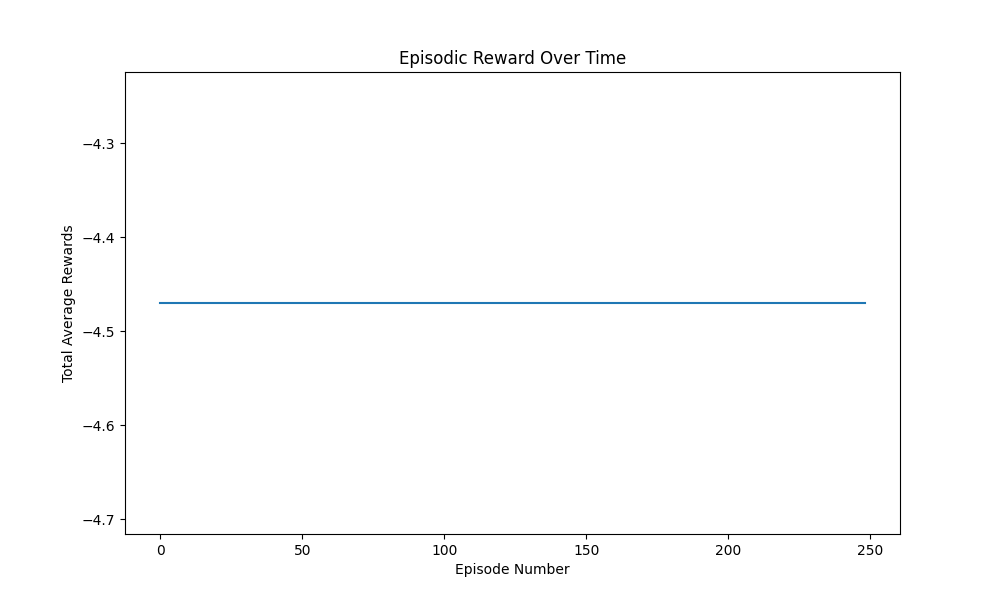 Episodic Reward Over Time
Total Average Rewards
−4.3
−4.4
−4.5
−4.6
−4.7
0 50 100 150 200 250
Episode Number